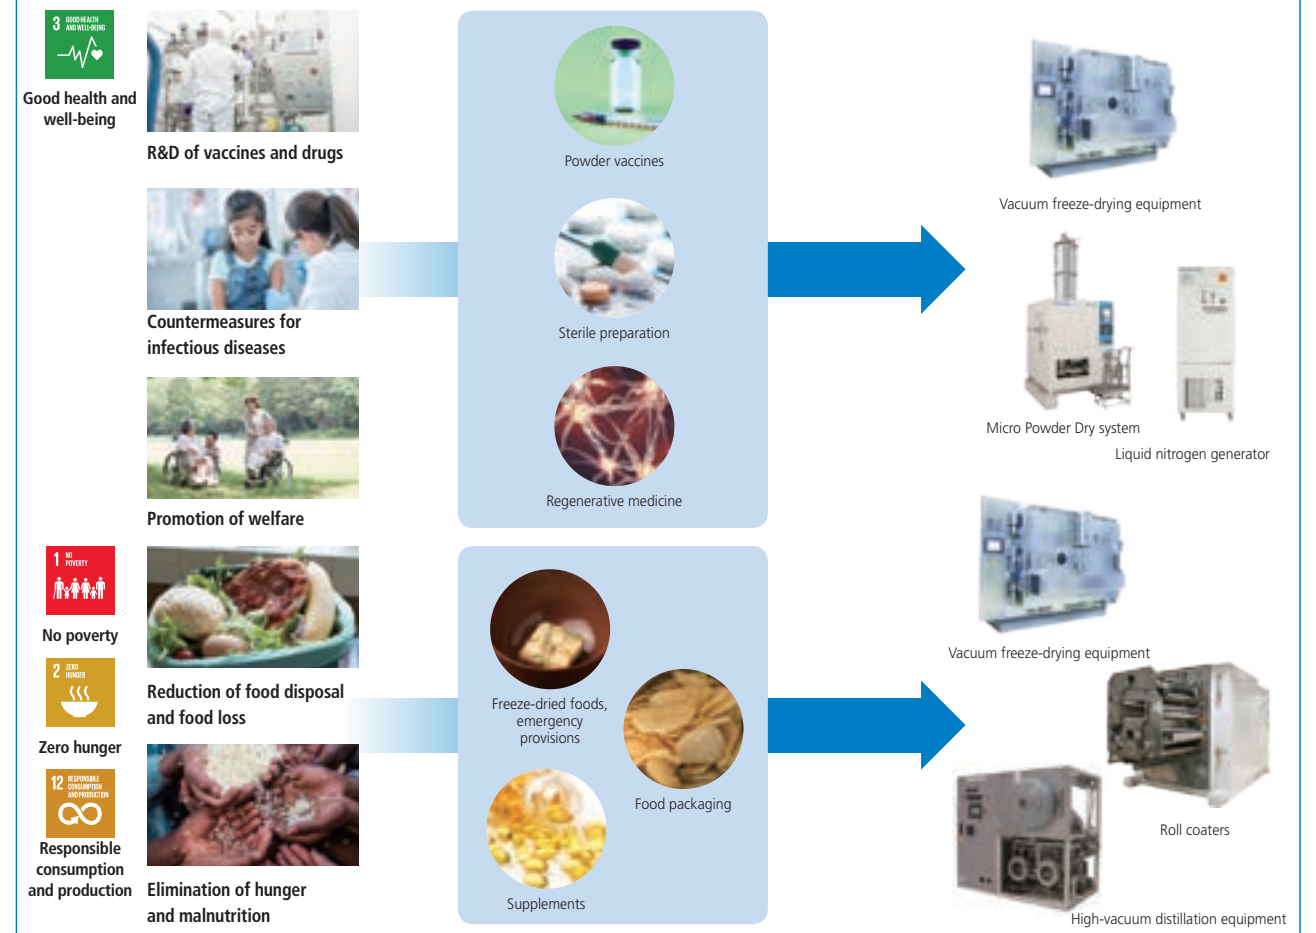 3 GOOD HEALTH
AND WELL-BEING
Good health and
well-being
R&D of vaccines and drugs
Countermeasures for
infectious diseases
Promotion of welfare
Powder vaccines
Sterile preparation
Regenerative medicine
Vacuum freeze-drying equipment
Micro Powder Dry system
Liquid nitrogen generator
1 NO
POVERTY
No poverty
2 ZERO
HUNGER
Zero hunger
12 RESPONSIBLE
CONSUMPTION
AND PRODUCTION
Responsible
consumption
and production
Reduction of food disposal
and food loss
Elimination of hunger
and malnutrition
Freeze-dried foods,
emergency
provisions
Food packaging
Supplements
Vacuum freeze-drying equipment
Roll coaters
High-vacuum distillation equipment